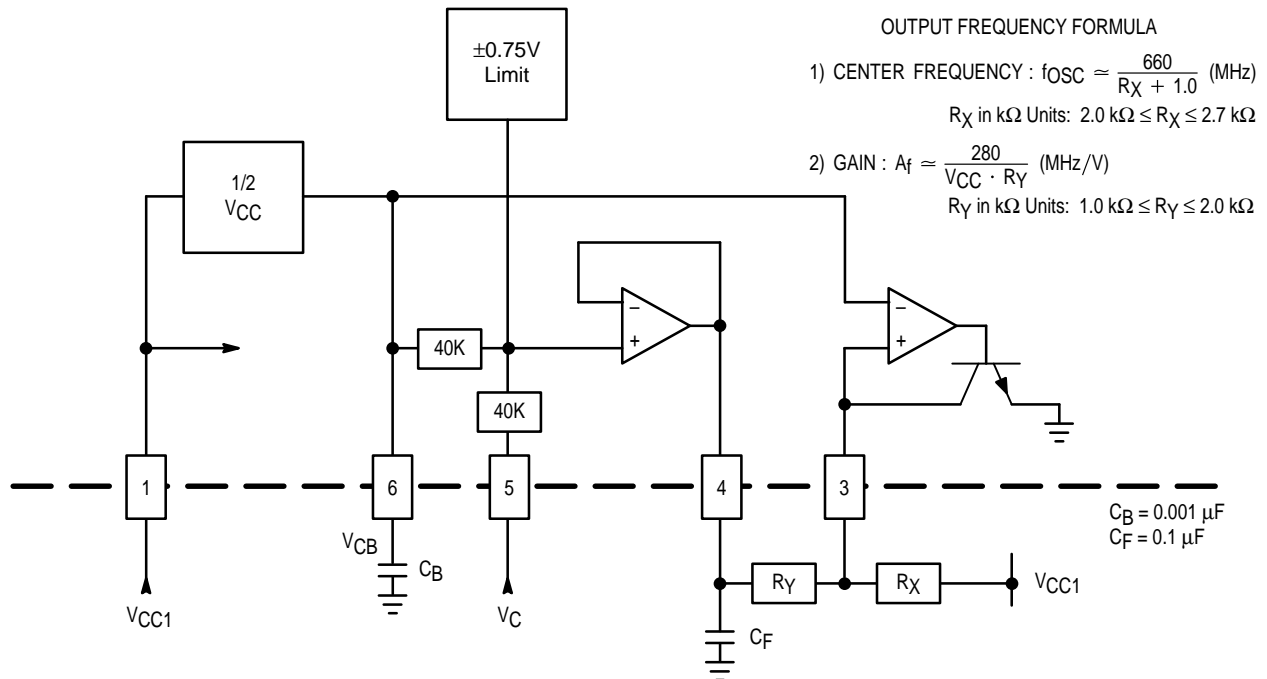 OUTPUT FREQUENCY FORMULA
1) CENTER FREQUENCY : fOSC ≃ 660 / (RX + 1.0) (MHz)
RX in kΩ Units: 2.0 kΩ ≤ RX ≤ 2.7 kΩ
2) GAIN : Af ≃ 280 / (VCC · RY) (MHz/V)
RY in kΩ Units: 1.0 kΩ ≤ RY ≤ 2.0 kΩ
±0.75V
Limit
1/2
VCC
−
+
−
+
40K
40K
1
6
5
4
3
CB = 0.001 µF
CF = 0.1 µF
VCB
CB
RY
RX
VCC1
VCC1
VC
CF